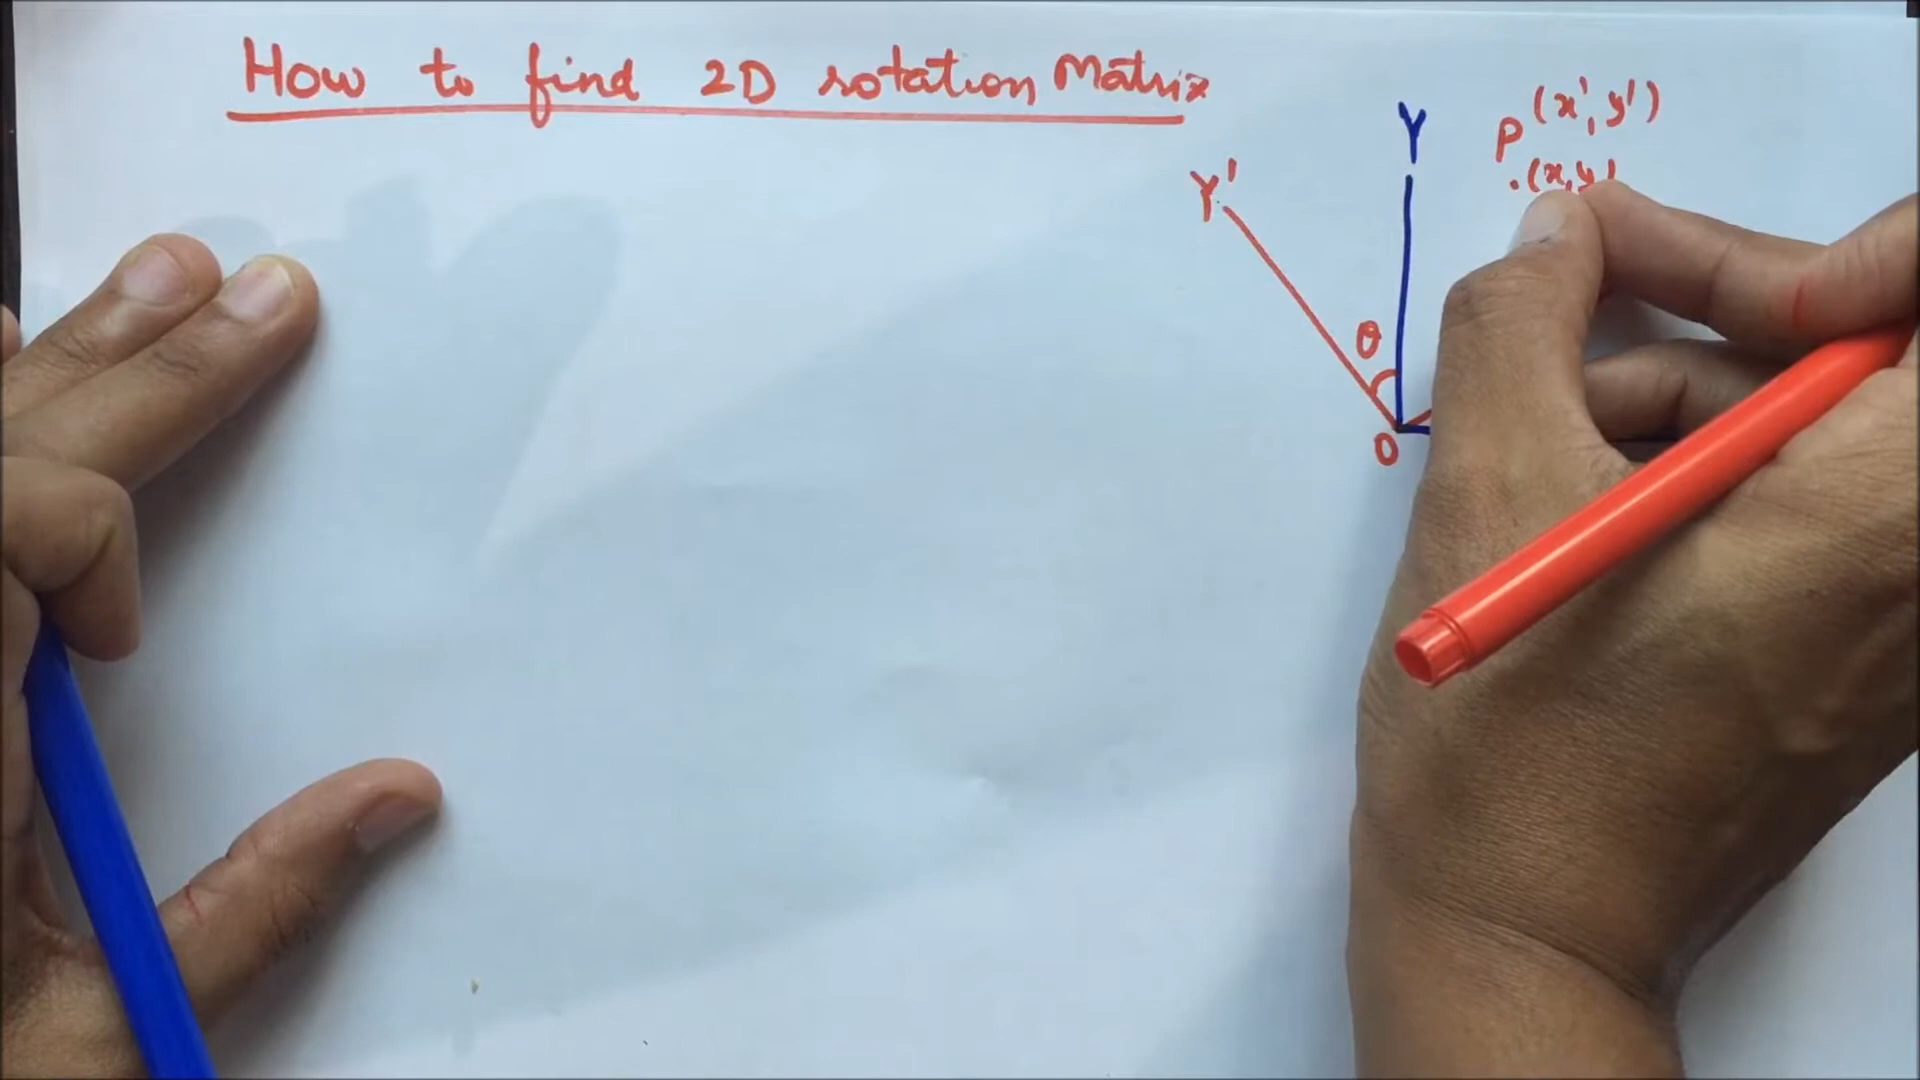 How to find 2D rotation Matrix
Y
P (x', y')
Y'
.(x,y)
θ
O